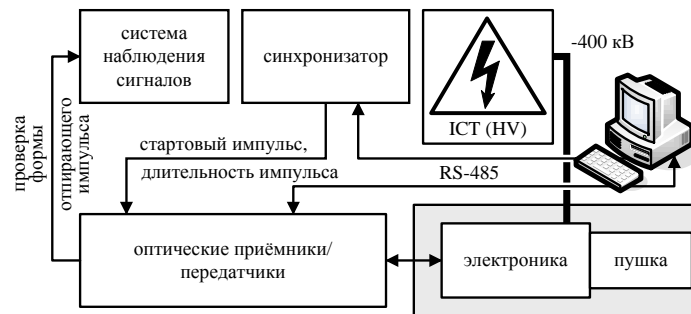 система
наблюдения
сигналов
синхронизатор
ICT (HV)
-400 кВ
проверка
формы
отпирающего
импульса
стартовый импульс,
длительность импульса
RS-485
оптические приёмники/
передатчики
электроника
пушка